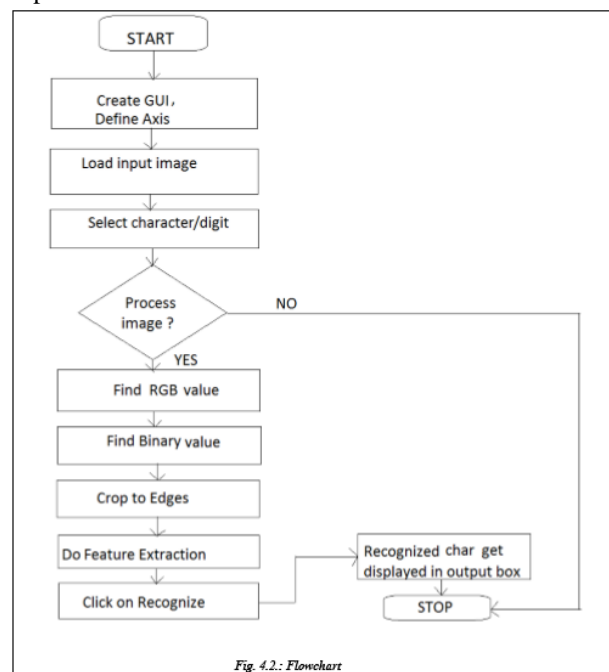 START
Create GUI,
Define Axis
Load input image
Select character/digit
Process
image ?
NO
YES
Find RGB value
Find Binary value
Crop to Edges
Do Feature Extraction
Click on Recognize
Recognized char get
displayed in output box
STOP
Fig. 4.2.: Flowchart